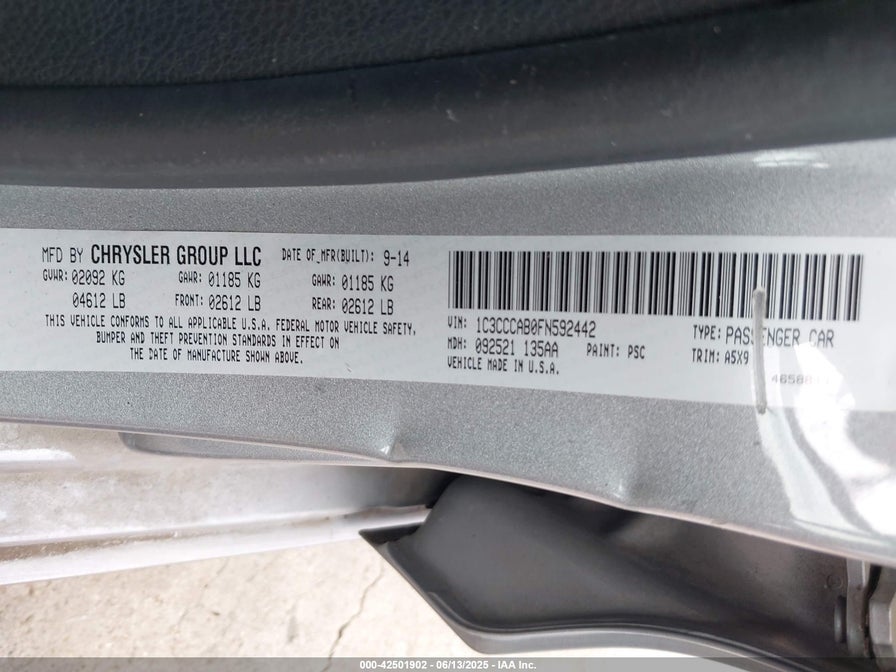 MFD BY CHRYSLER GROUP LLC DATE OF MFR(BUILT): 9-14
GVWR: 02092 KG GAWR: 01185 KG GAWR: 01185 KG
04612 LB FRONT: 02612 LB REAR: 02612 LB
THIS VEHICLE CONFORMS TO ALL APPLICABLE U.S.A. FEDERAL MOTOR VEHICLE SAFETY,
BUMPER AND THEFT PREVENTION STANDARDS IN EFFECT ON
THE DATE OF MANUFACTURE SHOWN ABOVE.
VIN: 1C3CCCAB0FN592442 TYPE: PASSENGER CAR
MDH: 092521 135AA PAINT: PSC TRIM: A5X9
VEHICLE MADE IN U.S.A.
000-42501902 - 06/13/2025 - IAA Inc.